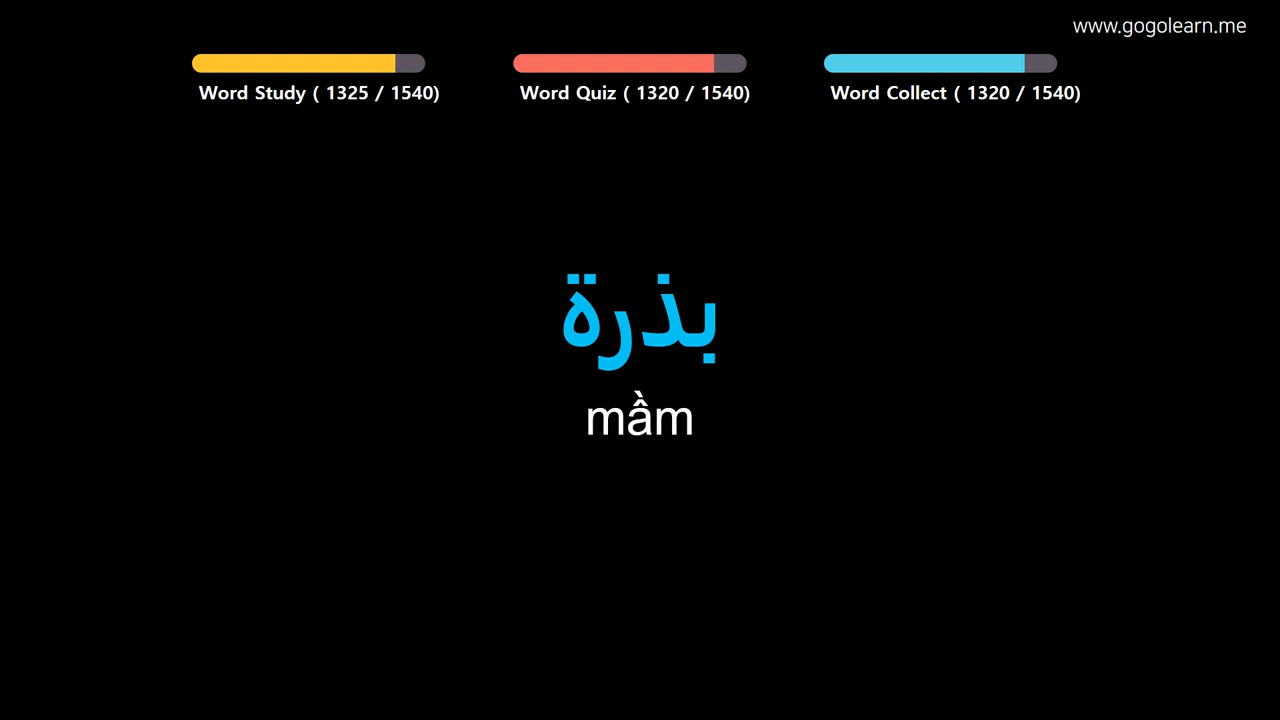 www.gogolearn.me
Word Study ( 1325 / 1540)
Word Quiz ( 1320 / 1540)
Word Collect ( 1320 / 1540)
بذرة
mầm